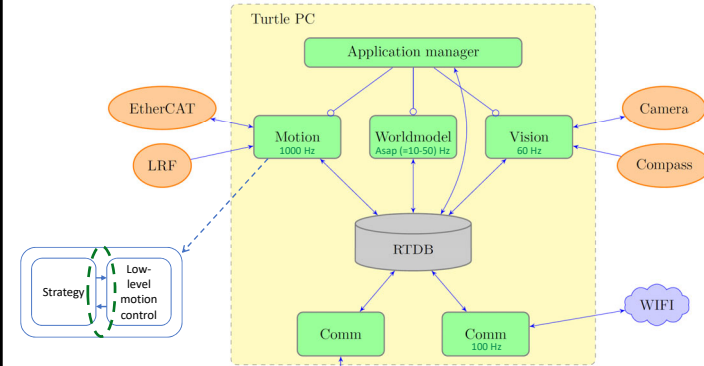 Turtle PC
Application manager
EtherCAT
Camera
Motion
1000 Hz
Worldmodel
Asap (≈10-50) Hz
Vision
60 Hz
LRF
Compass
RTDB
Strategy
Low-
level
motion
control
WIFI
Comm
Comm
100 Hz